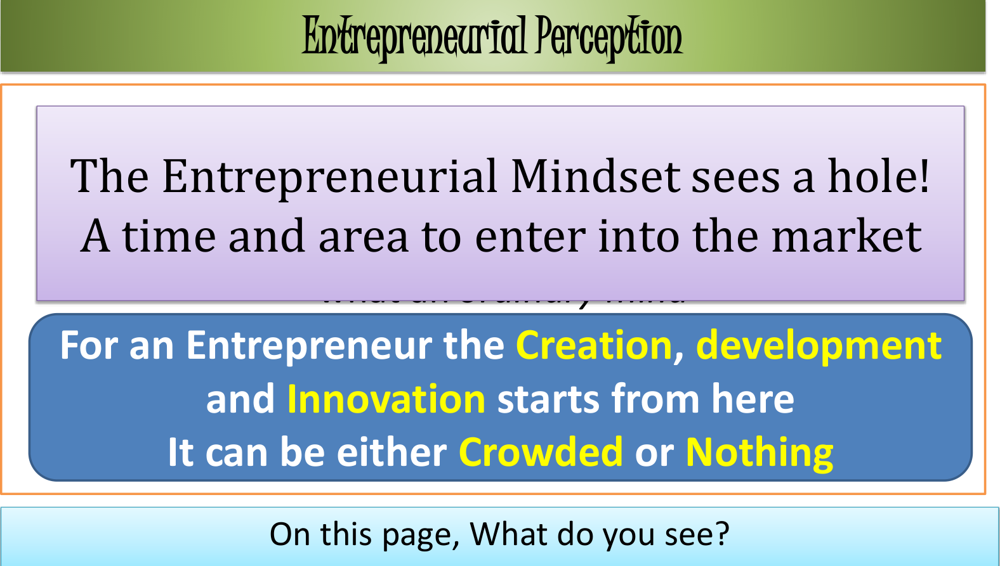 Entrepreneurial Perception
The Entrepreneurial Mindset sees a hole!
A time and area to enter into the market
what an ordinary mind
For an Entrepreneur the Creation, development
and Innovation starts from here
It can be either Crowded or Nothing
On this page, What do you see?